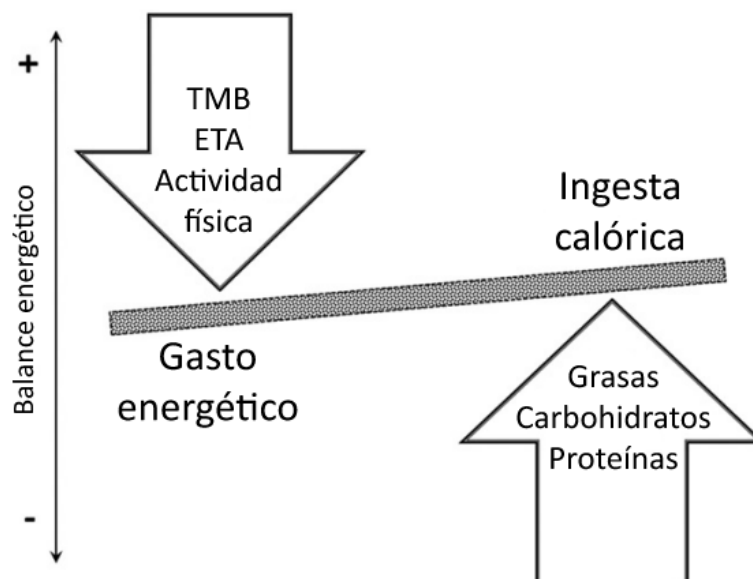 +
Balance energético
-
TMB
ETA
Actividad
física
Ingesta
calórica
Gasto
energético
Grasas
Carbohidratos
Proteínas